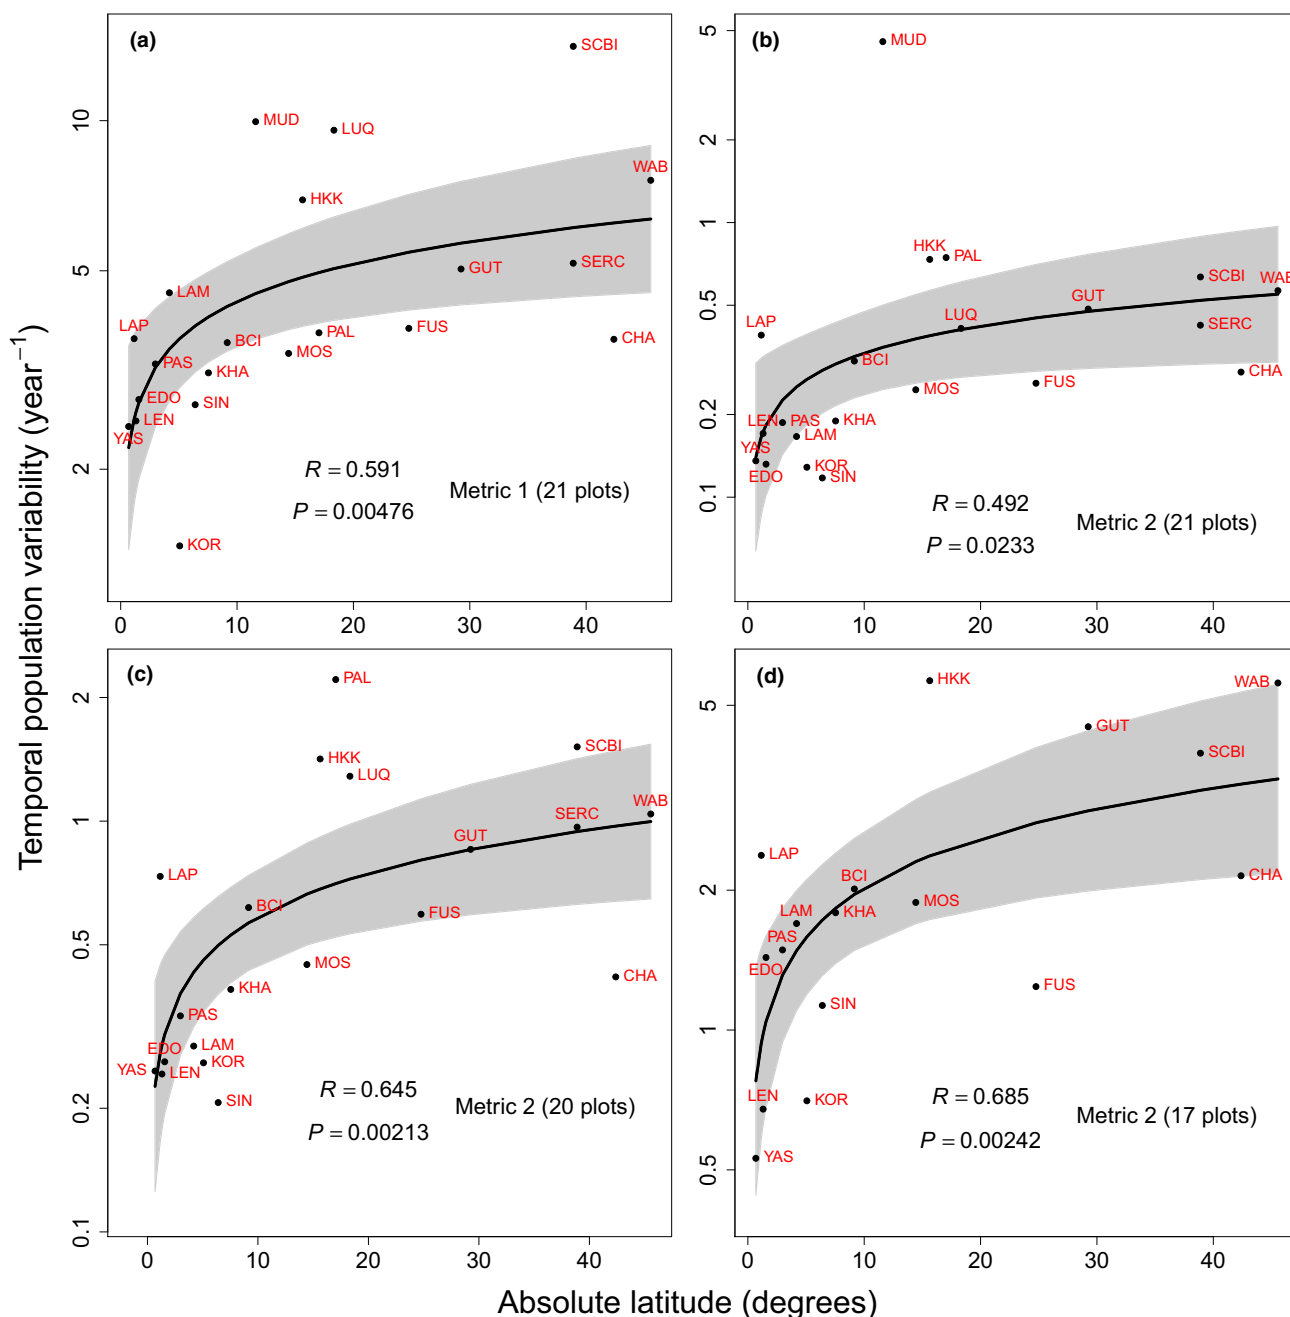 Temporal population variability (year−1)
(a)
SCBI
MUD
LUQ
WAB
HKK
GUT
SERC
LAM
LAP
BCI
PAL
FUS
CHA
MOS
PAS
KHA
EDO
SIN
LEN
YAS
KOR
R = 0.591
P = 0.00476
Metric 1 (21 plots)
10
5
2
0 10 20 30 40
(b)
MUD
HKK
PAL
SCBI
WAB
GUT
LUQ
SERC
LAP
BCI
CHA
FUS
MOS
LEN
PAS
KHA
LAM
YAS
EDO
KOR
SIN
R = 0.492
P = 0.0233
Metric 2 (21 plots)
5
2
1
0.5
0.2
0.1
0 10 20 30 40
(c)
PAL
HKK
LUQ
SCBI
WAB
SERC
GUT
LAP
BCI
FUS
MOS
CHA
KHA
PAS
EDO
LAM
YAS
LEN
KOR
SIN
R = 0.645
P = 0.00213
Metric 2 (20 plots)
2
1
0.5
0.2
0.1
0 10 20 30 40
(d)
HKK
WAB
GUT
SCBI
LAP
BCI
CHA
LAM
KHA
MOS
PAS
EDO
FUS
SIN
LEN
KOR
YAS
R = 0.685
P = 0.00242
Metric 2 (17 plots)
5
2
1
0.5
0 10 20 30 40
Absolute latitude (degrees)